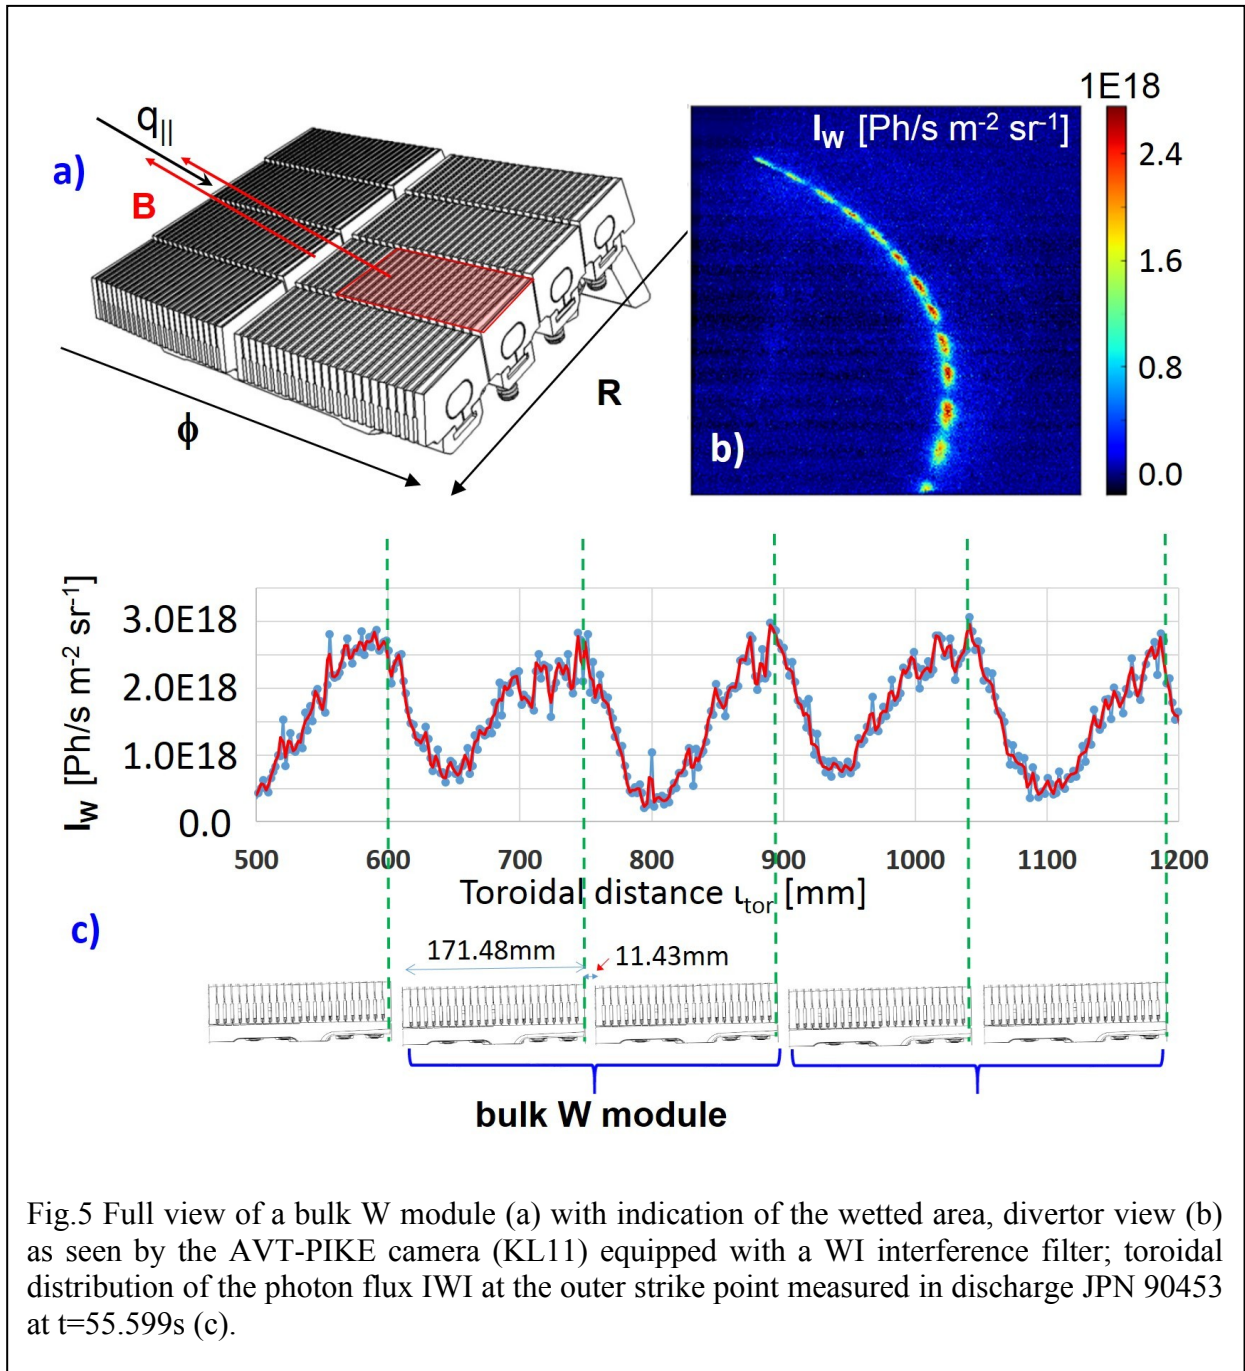 q||
a)
B
R
ϕ
1E18
I_W [Ph/s m⁻² sr⁻¹]
2.4
1.6
0.8
0.0
b)
I_W [Ph/s m⁻² sr⁻¹]
3.0E18
2.0E18
1.0E18
0.0
500 600 700 800 900 1000 1100 1200
Toroidal distance ι_tor [mm]
c)
171.48mm
11.43mm
bulk W module
Fig.5 Full view of a bulk W module (a) with indication of the wetted area, divertor view (b)
as seen by the AVT-PIKE camera (KL11) equipped with a WI interference filter; toroidal
distribution of the photon flux IWI at the outer strike point measured in discharge JPN 90453
at t=55.599s (c).